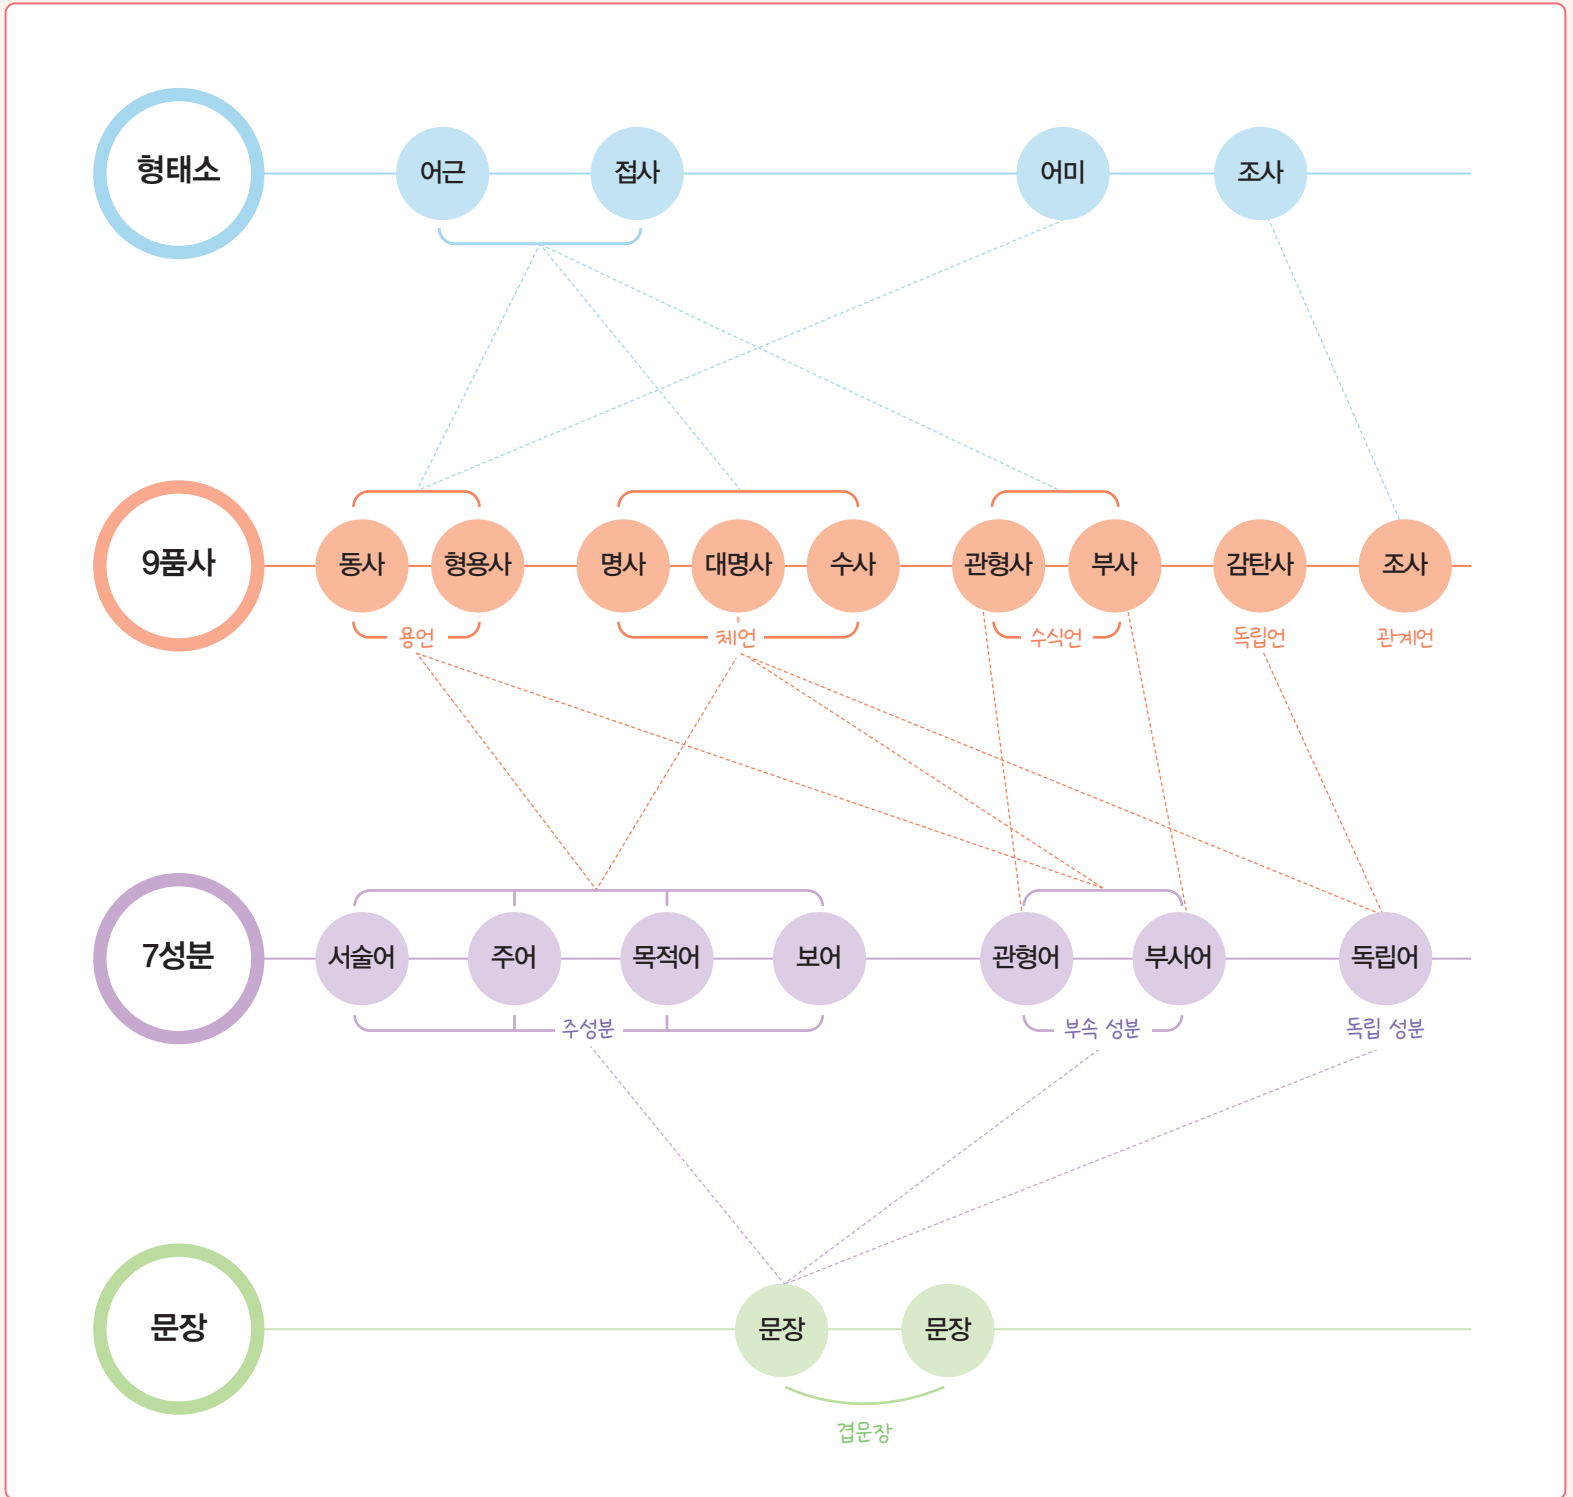 형태소 어근 접사 어미 조사
9품사 동사 형용사 명사 대명사 수사 관형사 부사 감탄사 조사
용언 체언 수식언 독립언 관계언
7성분 서술어 주어 목적어 보어 관형어 부사어 독립어
주성분 부속 성분 독립 성분
문장 문장 문장
겹문장